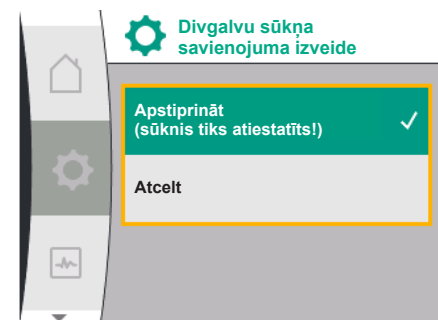 Divgalvu sūkņa
savienojuma izveide
Apstiprināt
(sūknis tiks atiestatīts!)
Atcelt